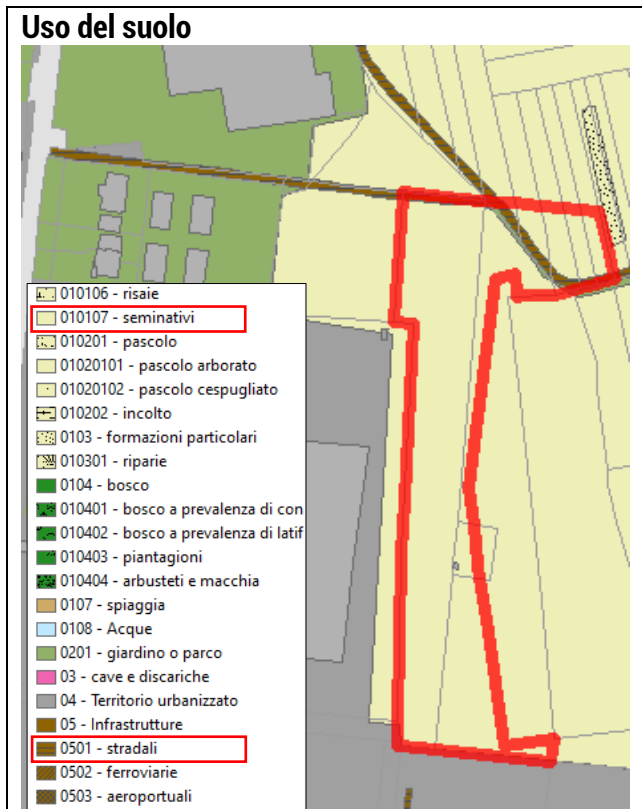 Uso del suolo
010106 - risaie
010107 - seminativi
010201 - pascolo
01020101 - pascolo arborato
01020102 - pascolo cespugliato
010202 - incolto
0103 - formazioni particolari
010301 - riparie
0104 - bosco
010401 - bosco a prevalenza di con
010402 - bosco a prevalenza di latif
010403 - piantagioni
010404 - arbusteti e macchia
0107 - spiaggia
0108 - Acque
0201 - giardino o parco
03 - cave e discariche
04 - Territorio urbanizzato
05 - Infrastrutture
0501 - stradali
0502 - ferroviarie
0503 - aeroportuali